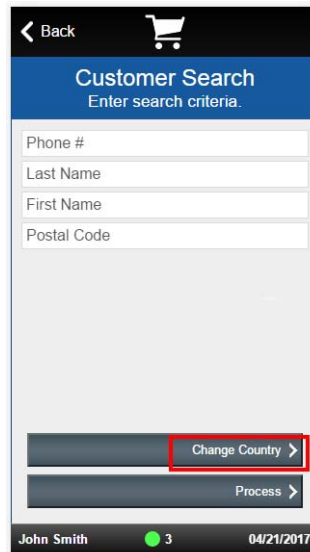 Back
Customer Search
Enter search criteria.
Phone #
Last Name
First Name
Postal Code
Change Country
Process
John Smith 3 04/21/2017